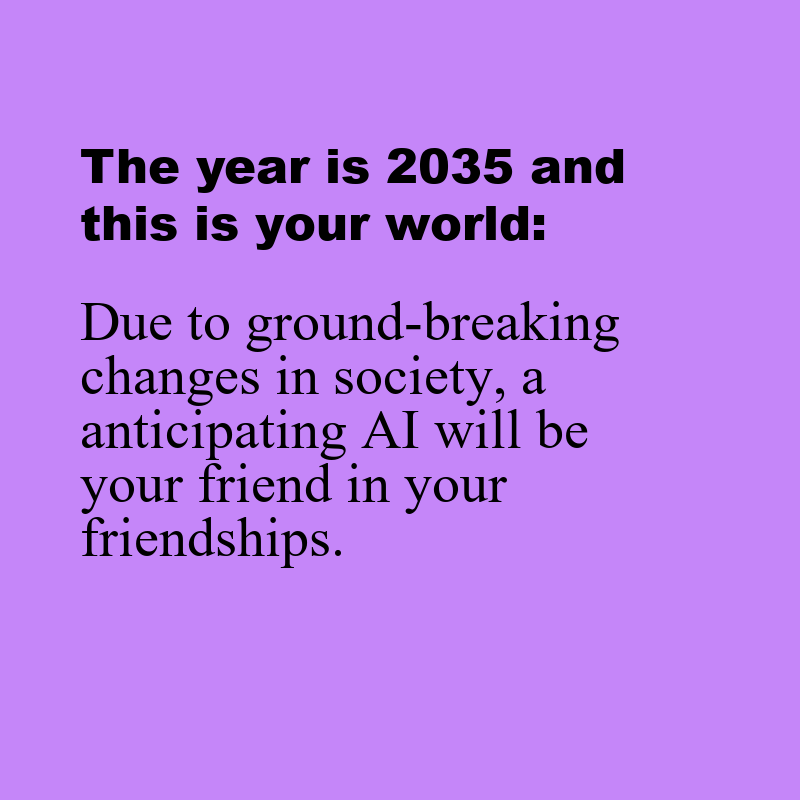 The year is 2035 and
this is your world:
Due to ground-breaking
changes in society, a
anticipating AI will be
your friend in your
friendships.